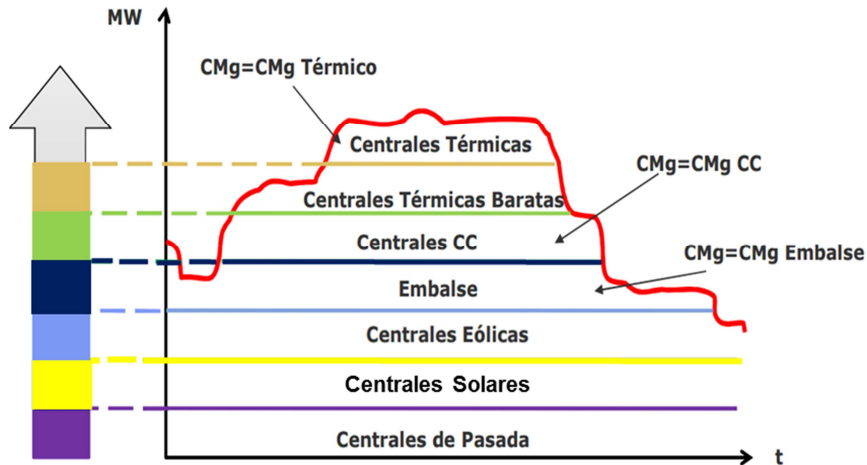 MW
CMg=CMg Térmico
Centrales Térmicas
CMg=CMg CC
Centrales Térmicas Baratas
Centrales CC
CMg=CMg Embalse
Embalse
Centrales Eólicas
Centrales Solares
Centrales de Pasada
t